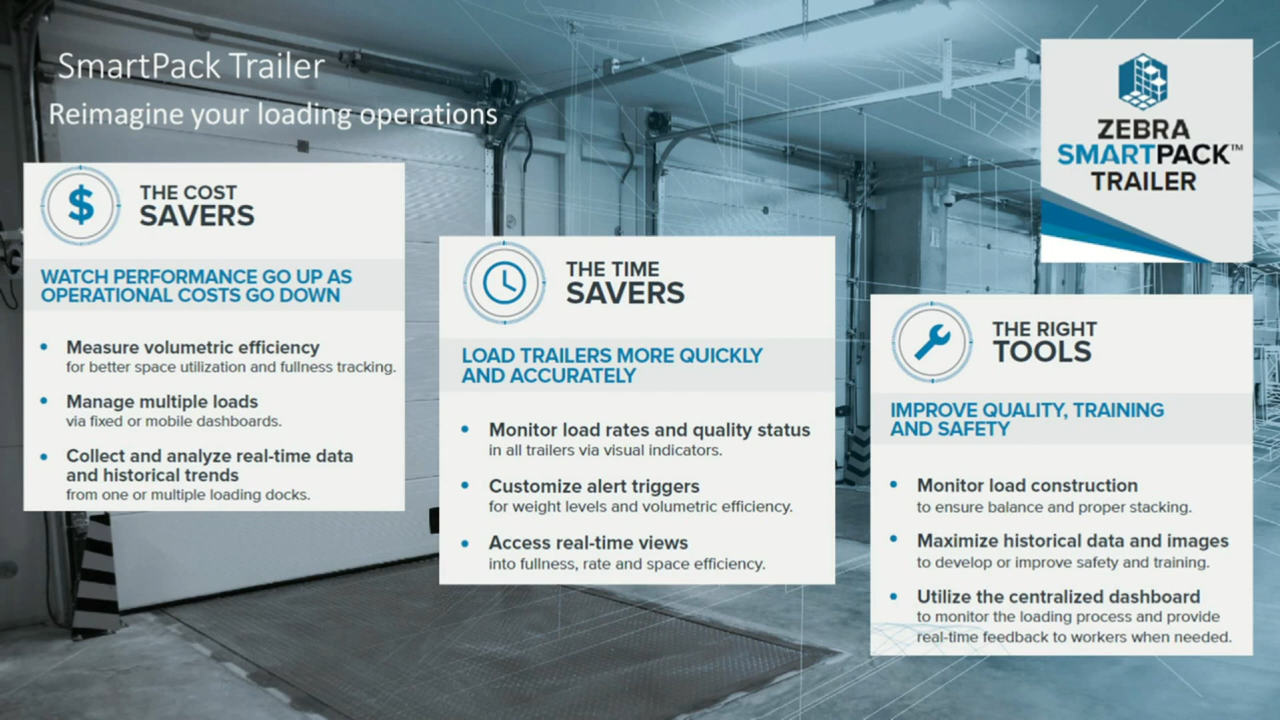 SmartPack Trailer
Reimagine your loading operations
ZEBRA
SMARTPACK™
TRAILER
$
THE COST
SAVERS
WATCH PERFORMANCE GO UP AS
OPERATIONAL COSTS GO DOWN
• Measure volumetric efficiency
for better space utilization and fullness tracking.
• Manage multiple loads
via fixed or mobile dashboards.
• Collect and analyze real-time data
and historical trends
from one or multiple loading docks.
THE TIME
SAVERS
LOAD TRAILERS MORE QUICKLY
AND ACCURATELY
• Monitor load rates and quality status
in all trailers via visual indicators.
• Customize alert triggers
for weight levels and volumetric efficiency.
• Access real-time views
into fullness, rate and space efficiency.
THE RIGHT
TOOLS
IMPROVE QUALITY, TRAINING
AND SAFETY
• Monitor load construction
to ensure balance and proper stacking.
• Maximize historical data and images
to develop or improve safety and training.
• Utilize the centralized dashboard
to monitor the loading process and provide
real-time feedback to workers when needed.